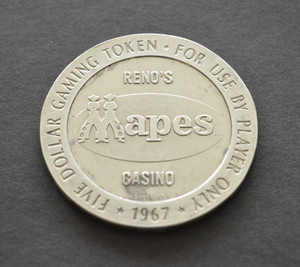 FIVE DOLLAR GAMING TOKEN · FOR USE BY PLAYER ONLY
RENO'S
Mapes
CASINO
* 1967 *